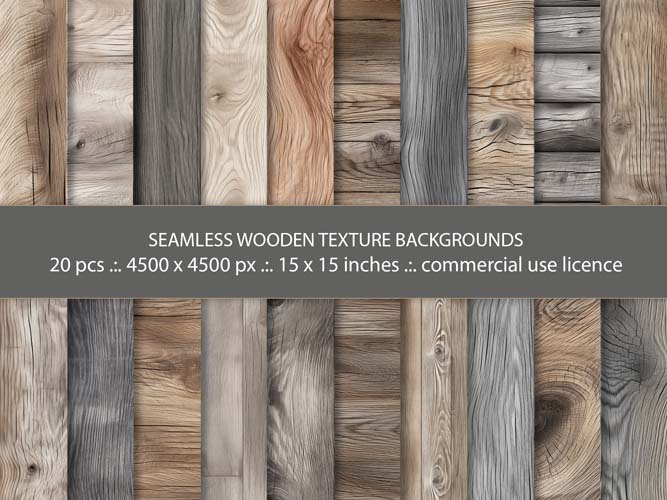 SEAMLESS WOODEN TEXTURE BACKGROUNDS
20 pcs .:. 4500 x 4500 px .:. 15 x 15 inches .:. commercial use licence